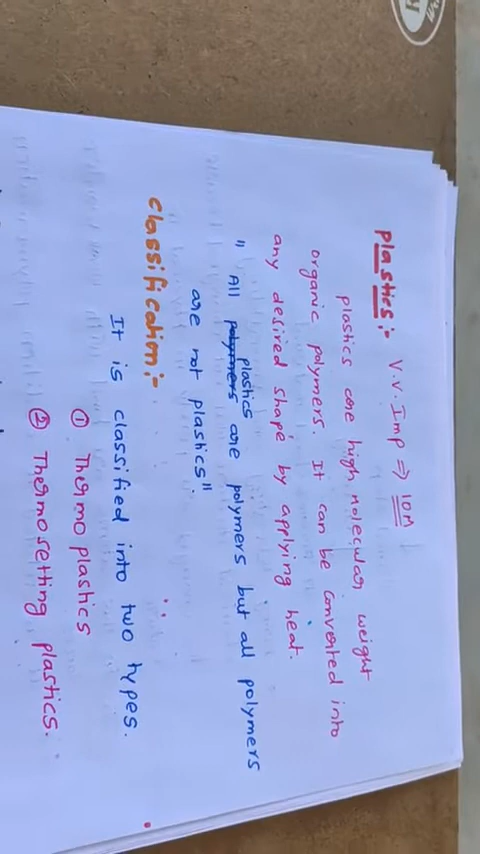 Plastics:- V.V. Imp ⇒ 10M
plastics are high molecular weight
organic polymers. It can be converted into
any desired shape by applying heat.
" All plastics are polymers but all polymers
are not plastics".
Classification:-
It is classified into two types.
① Thermo plastics
② Thermosetting plastics.